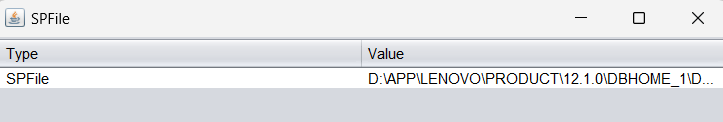 SPFile
Type Value
SPFile D:\APP\LENOVO\PRODUCT\12.1.0\DBHOME_1\D...